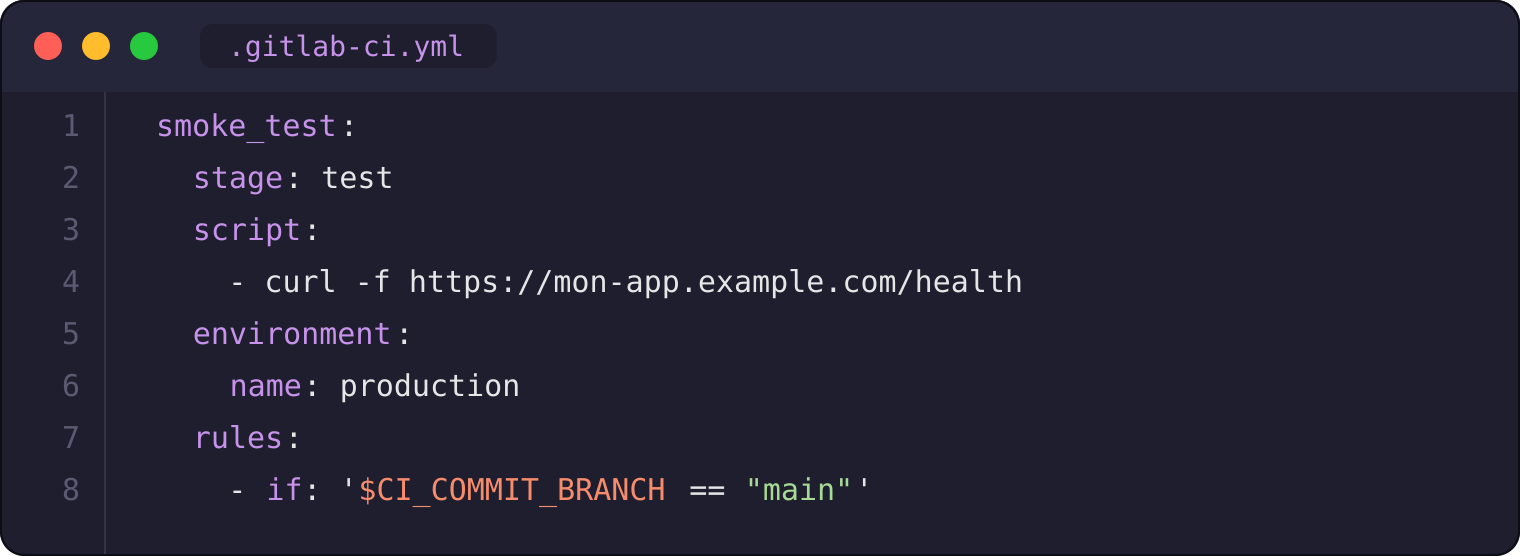 .gitlab-ci.yml
1 smoke_test:
2   stage: test
3   script:
4     - curl -f https://mon-app.example.com/health
5   environment:
6     name: production
7   rules:
8     - if: '$CI_COMMIT_BRANCH == "main"'